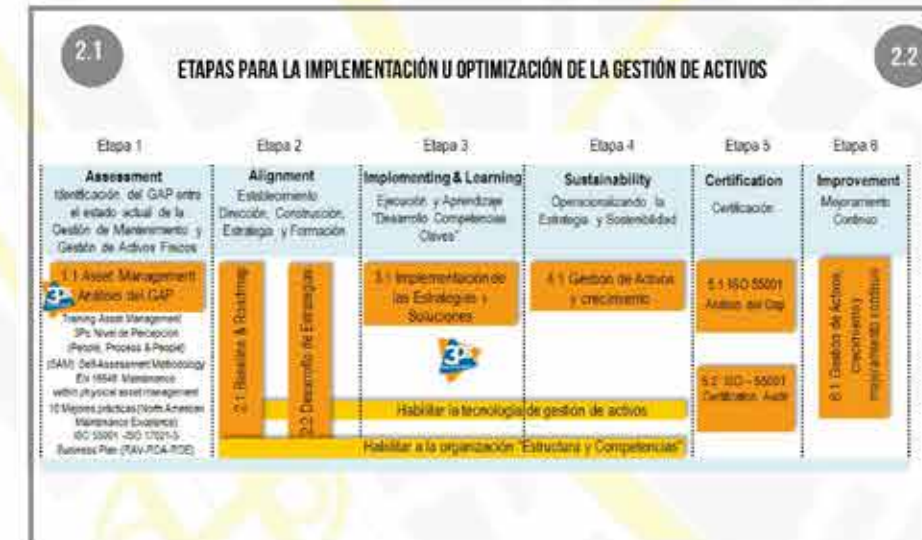 2.1
2.2
ETAPAS PARA LA IMPLEMENTACIÓN U OPTIMIZACIÓN DE LA GESTIÓN DE ACTIVOS
Etapa 1
Assessment
Identificación del GAP entre
el estado actual de la
Gestión de Mantenimiento y
Gestión de Activos Físicos
1.1 Asset Management
Análisis del GAP
3Ps
Training Asset Management
3Ps Nivel de Percepción
(People, Process & People)
(SAM) Self-Assessment Methodology
EN 16646 Maintenance
within physical asset management
10 Mejores prácticas (North American
Maintenance Excellence)
ISO 55001 - ISO 17021-5
Business Plan
Etapa 2
Alignment
Establecimiento
Dirección, Construcción,
Estrategia y Formación
2.1 Baseline & Roadmap
2.2 Desarrollo de Estrategias
Etapa 3
Implementing & Learning
Ejecución y Aprendizaje
"Desarrollo Competencias
Claves"
3.1 Implementación de
las Estrategias y
Soluciones
3Ps
Etapa 4
Sustainability
Operacionalizando la
Estrategia y Sostenibilidad
4.1 Gestión de Activos
y crecimiento
Habilitar la tecnología de gestión de activos
Habilitar a la organización "Estructura y Competencias"
Etapa 5
Certification
Certificación
5.1 ISO 55001
Análisis del Gap
5.2 ISO - 55001
Certification Audit
Etapa 6
Improvement
Mejoramiento
Continuo
6.1 Gestión de Activos,
crecimiento y
mejoramiento continuo